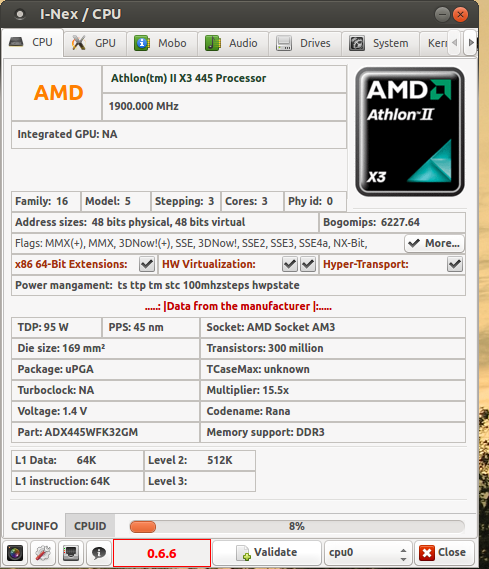 I-Nex / CPU
CPU GPU Mobo Audio Drives System Kern
AMD
Athlon(tm) II X3 445 Processor
1900.000 MHz
Integrated GPU: NA
AMD
Athlon™II
X3
Family: 16 Model: 5 Stepping: 3 Cores: 3 Phy id: 0
Address sizes: 48 bits physical, 48 bits virtual Bogomips: 6227.64
Flags: MMX(+), MMX, 3DNow!(+), SSE, 3DNow!, SSE2, SSE3, SSE4a, NX-Bit, More...
x86 64-Bit Extensions: HW Virtualization: Hyper-Transport:
Power mangament: ts ttp tm stc 100mhzsteps hwpstate
.....: |Data from the manufacturer |:.....
TDP: 95 W PPS: 45 nm Socket: AMD Socket AM3
Die size: 169 mm² Transistors: 300 million
Package: uPGA TCaseMax: unknown
Turboclock: NA Multiplier: 15.5x
Voltage: 1.4 V Codename: Rana
Part: ADX445WFK32GM Memory support: DDR3
L1 Data: 64K Level 2: 512K
L1 instruction: 64K Level 3:
CPUINFO CPUID 8%
0.6.6 Validate cpu0 Close